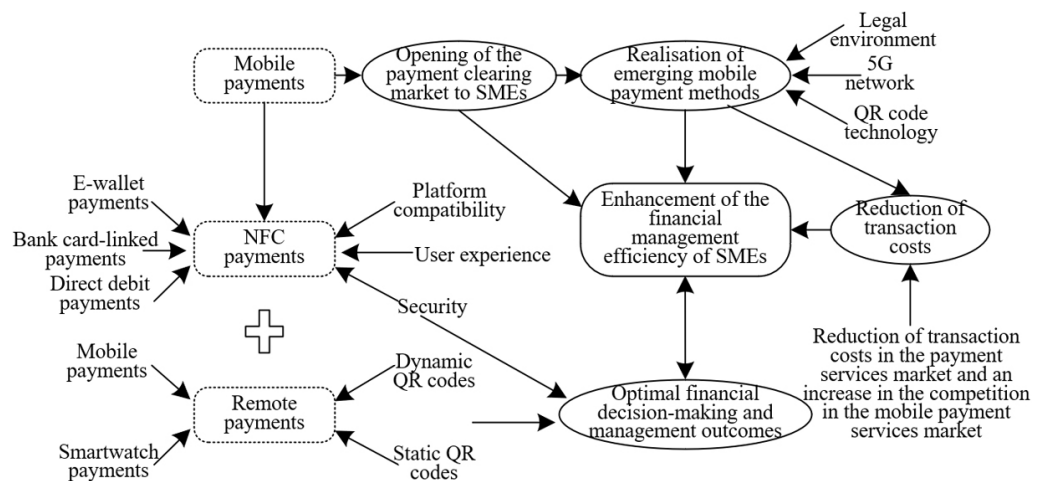 Mobile
payments
Opening of the
payment clearing
market to SMEs
Realisation of
emerging mobile
payment methods
Legal
environment
5G
network
QR code
technology
E-wallet
payments
Bank card-linked
payments
Direct debit
payments
NFC
payments
Platform
compatibility
User experience
Security
Enhancement of the
financial
management
efficiency of SMEs
Reduction of
transaction
costs
Mobile
payments
Smartwatch
payments
Remote
payments
Dynamic
QR codes
Static QR
codes
Optimal financial
decision-making and
management outcomes
Reduction of transaction
costs in the payment
services market and an
increase in the competition
in the mobile payment
services market